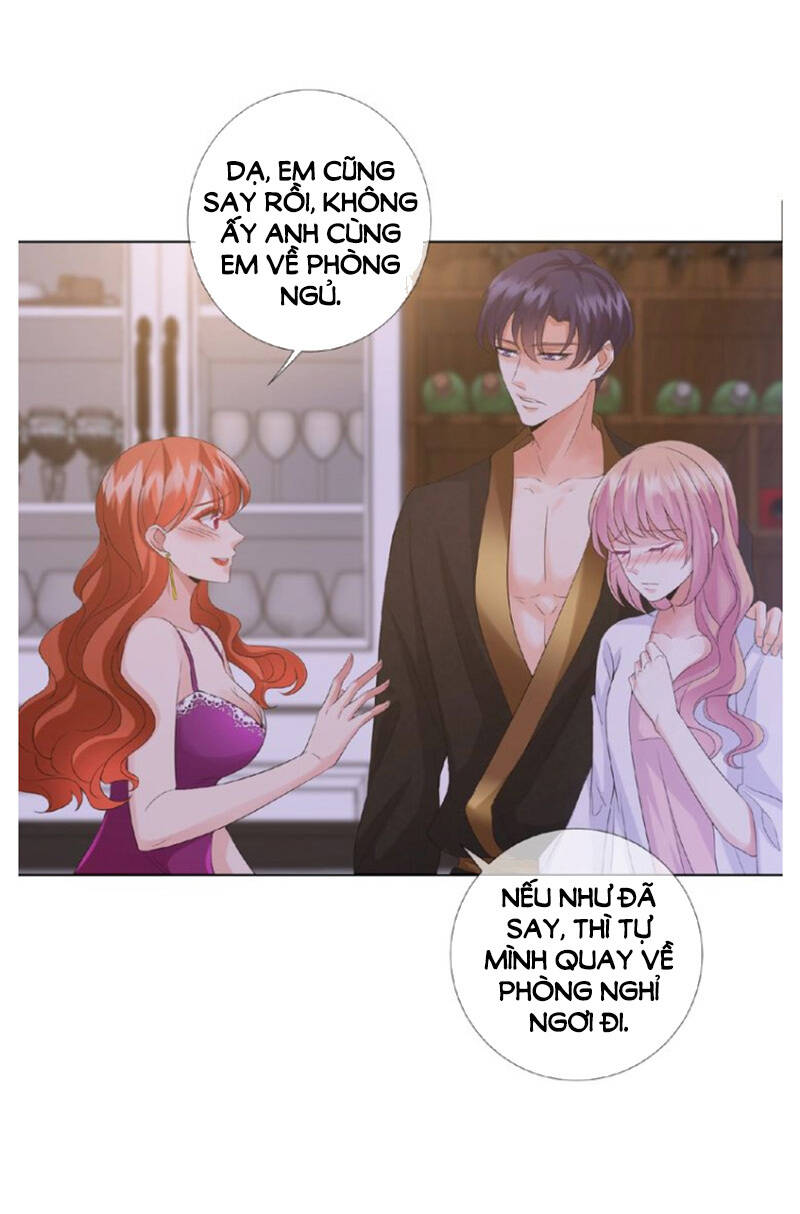 DẠ, EM CŨNG
SAY RỒI, KHÔNG
ẤY ANH CÙNG
EM VỀ PHÒNG
NGỦ.
NẾU NHƯ ĐÃ
SAY, THÌ TỰ
MÌNH QUAY VỀ
PHÒNG NGHỈ
NGƠI ĐI.